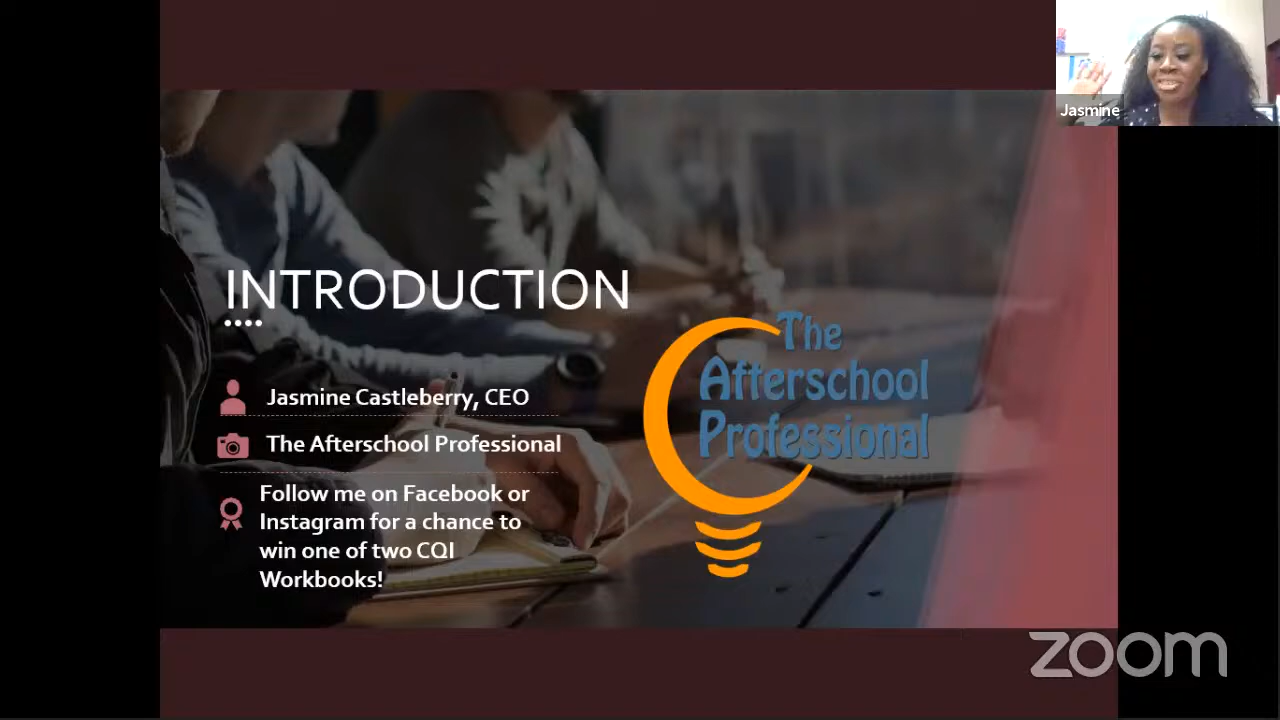 Jasmine
INTRODUCTION
The
Afterschool
Professional
Jasmine Castleberry, CEO
The Afterschool Professional
Follow me on Facebook or
Instagram for a chance to
win one of two CQI
Workbooks!
zoom